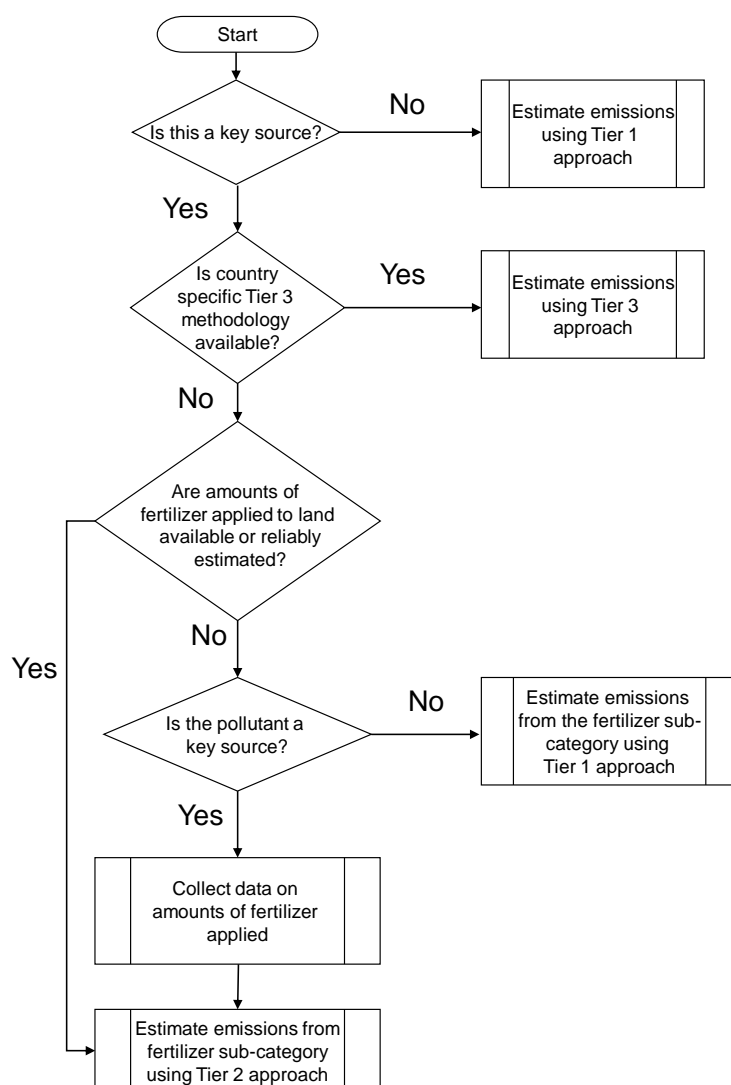 Start
Is this a key source?
No
Estimate emissions
using Tier 1
approach
Yes
Is country
specific Tier 3
methodology
available?
Yes
Estimate emissions
using Tier 3
approach
No
Are amounts of
fertilizer applied to land
available or reliably
estimated?
Yes
No
Is the pollutant a
key source?
No
Estimate emissions
from the fertilizer sub-
category using
Tier 1 approach
Yes
Collect data on
amounts of fertilizer
applied
Estimate emissions from
fertilizer sub-category
using Tier 2 approach